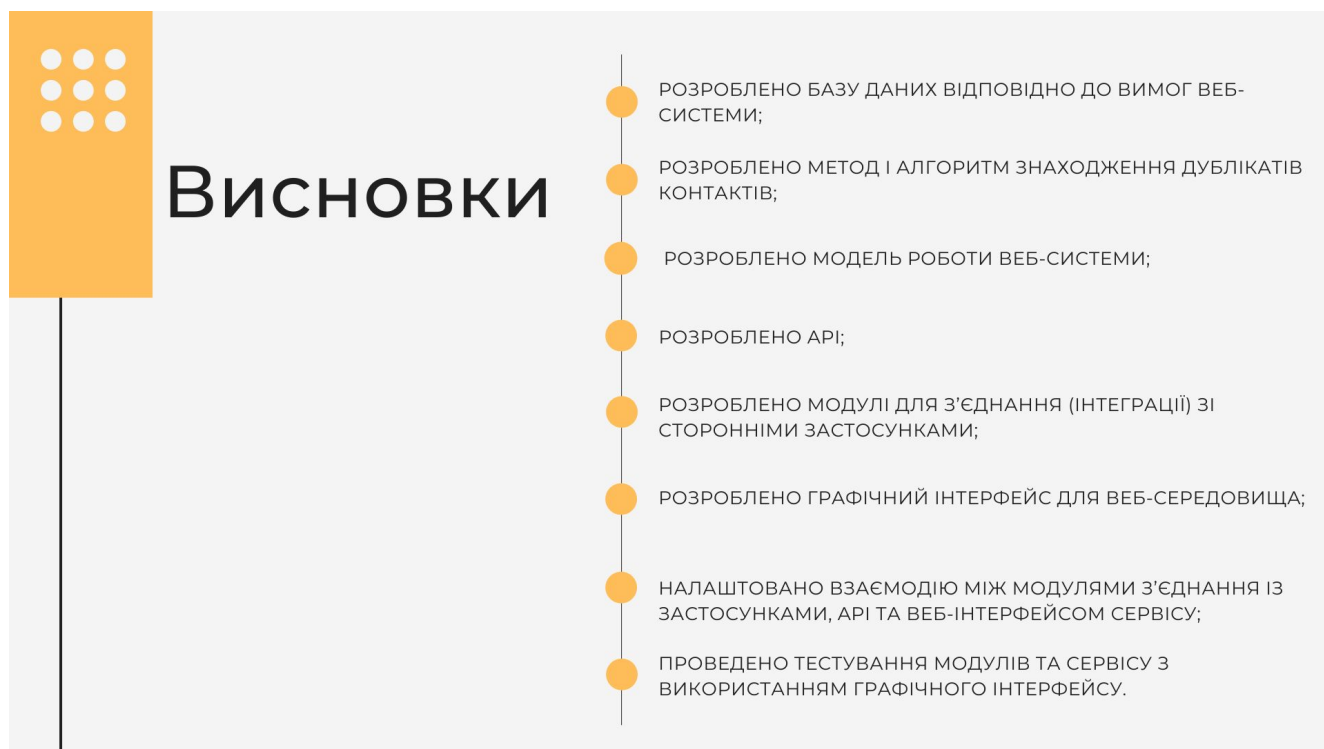 Висновки
РОЗРОБЛЕНО БАЗУ ДАНИХ ВІДПОВІДНО ДО ВИМОГ ВЕБ-
СИСТЕМИ;
РОЗРОБЛЕНО МЕТОД І АЛГОРИТМ ЗНАХОДЖЕННЯ ДУБЛІКАТІВ
КОНТАКТІВ;
РОЗРОБЛЕНО МОДЕЛЬ РОБОТИ ВЕБ-СИСТЕМИ;
РОЗРОБЛЕНО АРІ;
РОЗРОБЛЕНО МОДУЛІ ДЛЯ З’ЄДНАННЯ (ІНТЕГРАЦІЇ) ЗІ
СТОРОННІМИ ЗАСТОСУНКАМИ;
РОЗРОБЛЕНО ГРАФІЧНИЙ ІНТЕРФЕЙС ДЛЯ ВЕБ-СЕРЕДОВИЩА;
НАЛАШТОВАНО ВЗАЄМОДІЮ МІЖ МОДУЛЯМИ З’ЄДНАННЯ ІЗ
ЗАСТОСУНКАМИ, АРІ ТА ВЕБ-ІНТЕРФЕЙСОМ СЕРВІСУ;
ПРОВЕДЕНО ТЕСТУВАННЯ МОДУЛІВ ТА СЕРВІСУ З
ВИКОРИСТАННЯМ ГРАФІЧНОГО ІНТЕРФЕЙСУ.